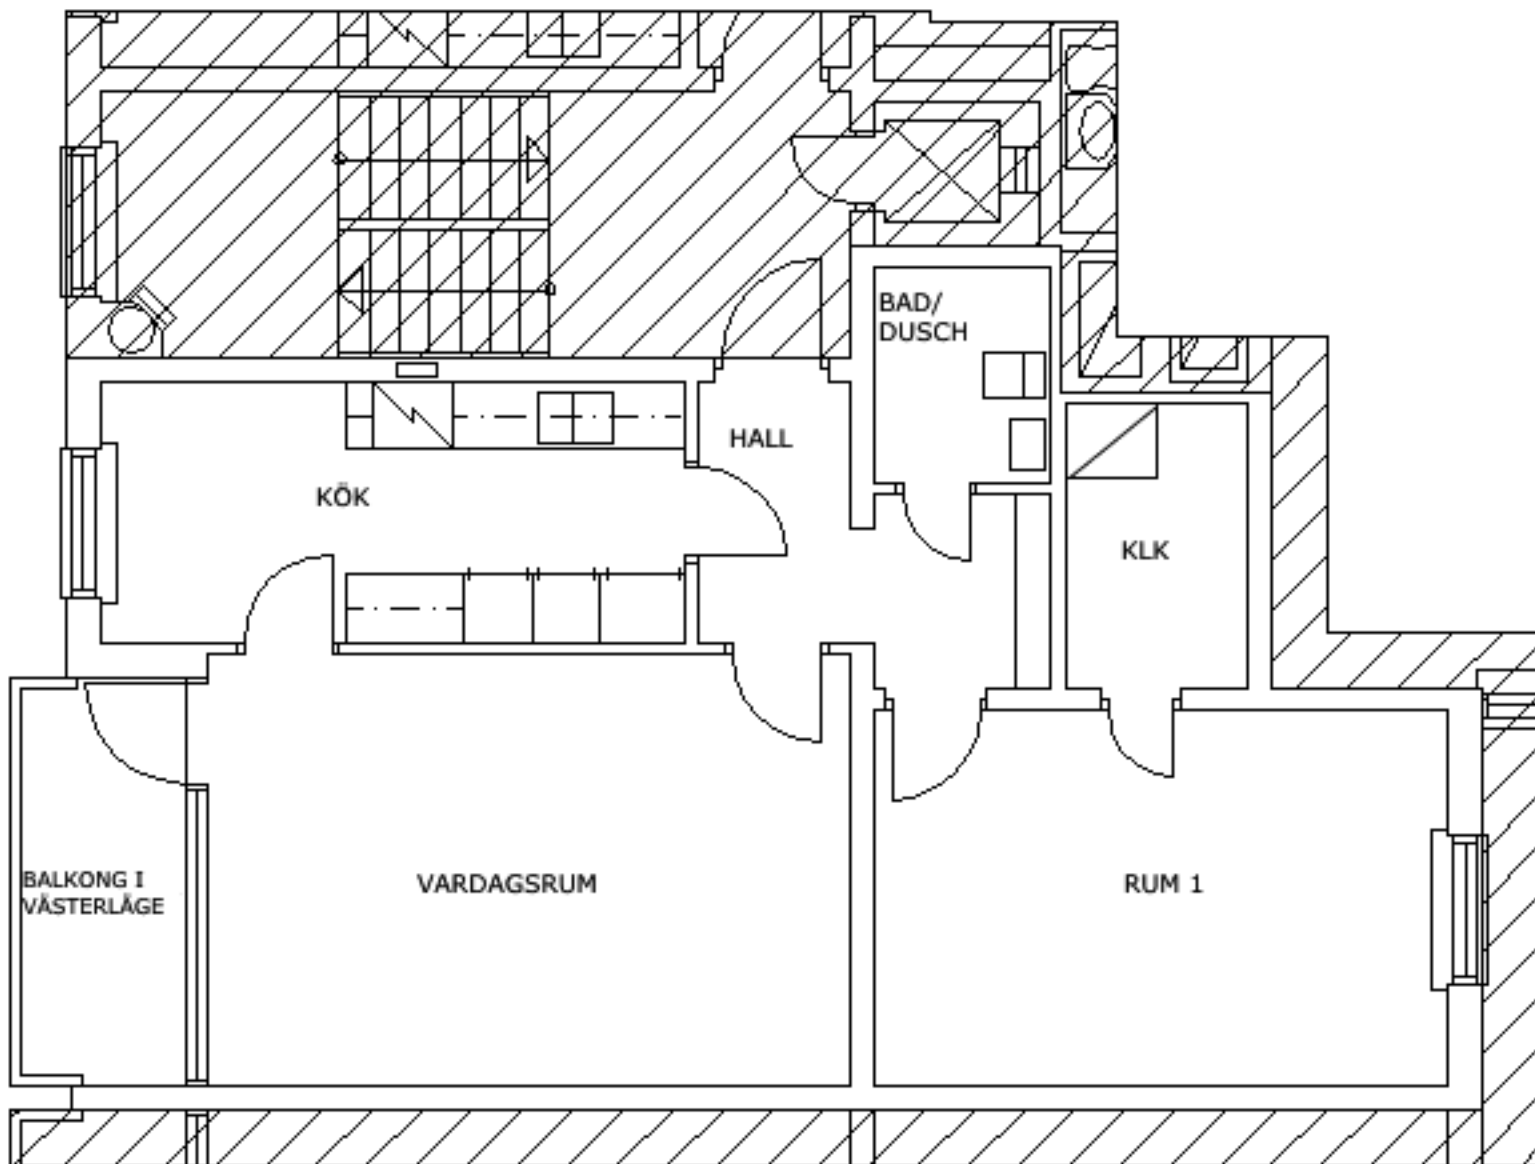 BAD/
DUSCH
HALL
KÖK
KLK
BALKONG I
VÄSTERLÄGE
VARDAGSRUM
RUM 1